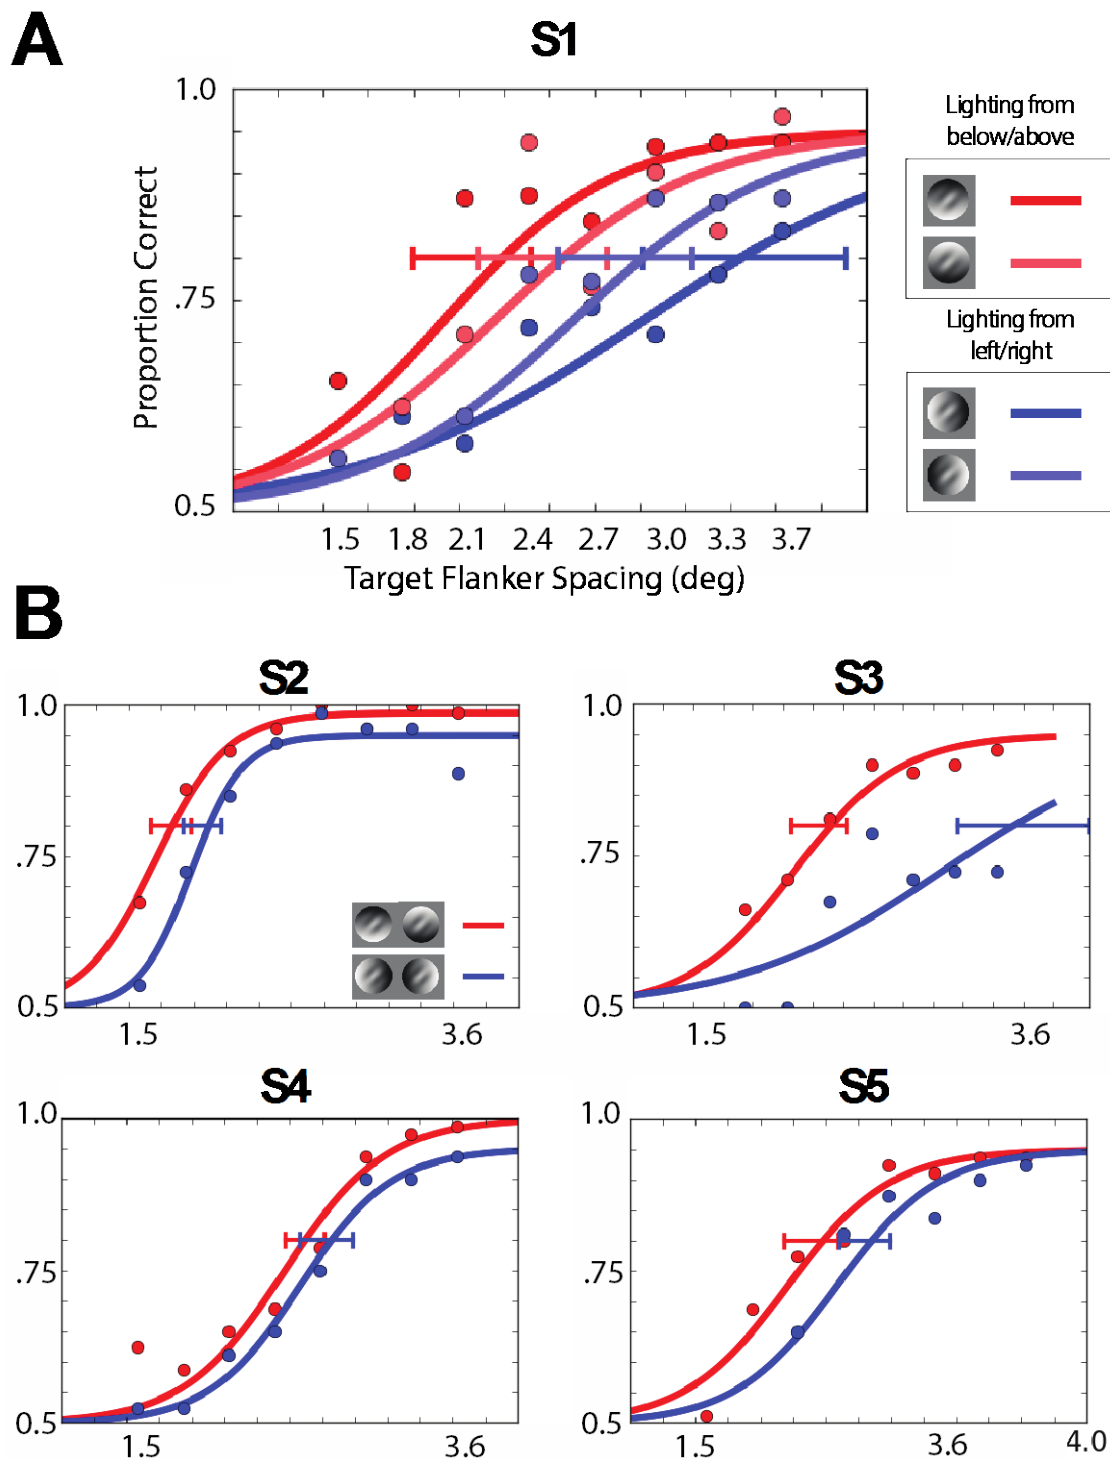 A
S1
Lighting from
below/above
Lighting from
left/right
Proportion Correct
1.0
.75
0.5
1.5 1.8 2.1 2.4 2.7 3.0 3.3 3.7
Target Flanker Spacing (deg)
B
S2
1.0
.75
0.5
1.5 3.6
S3
1.0
.75
0.5
1.5 3.6
S4
1.0
.75
0.5
1.5 3.6
S5
1.0
.75
0.5
1.5 3.6 4.0